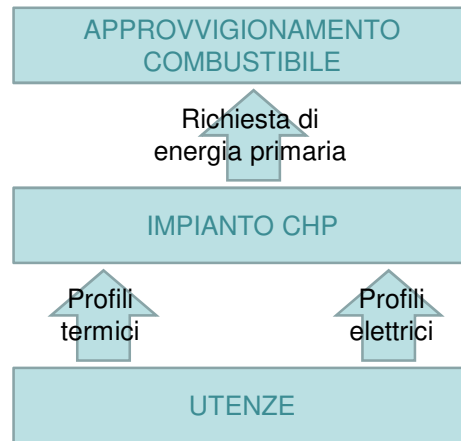 APPROVVIGIONAMENTO
COMBUSTIBILE
Richiesta di
energia primaria
IMPIANTO CHP
Profili
termici
Profili
elettrici
UTENZE